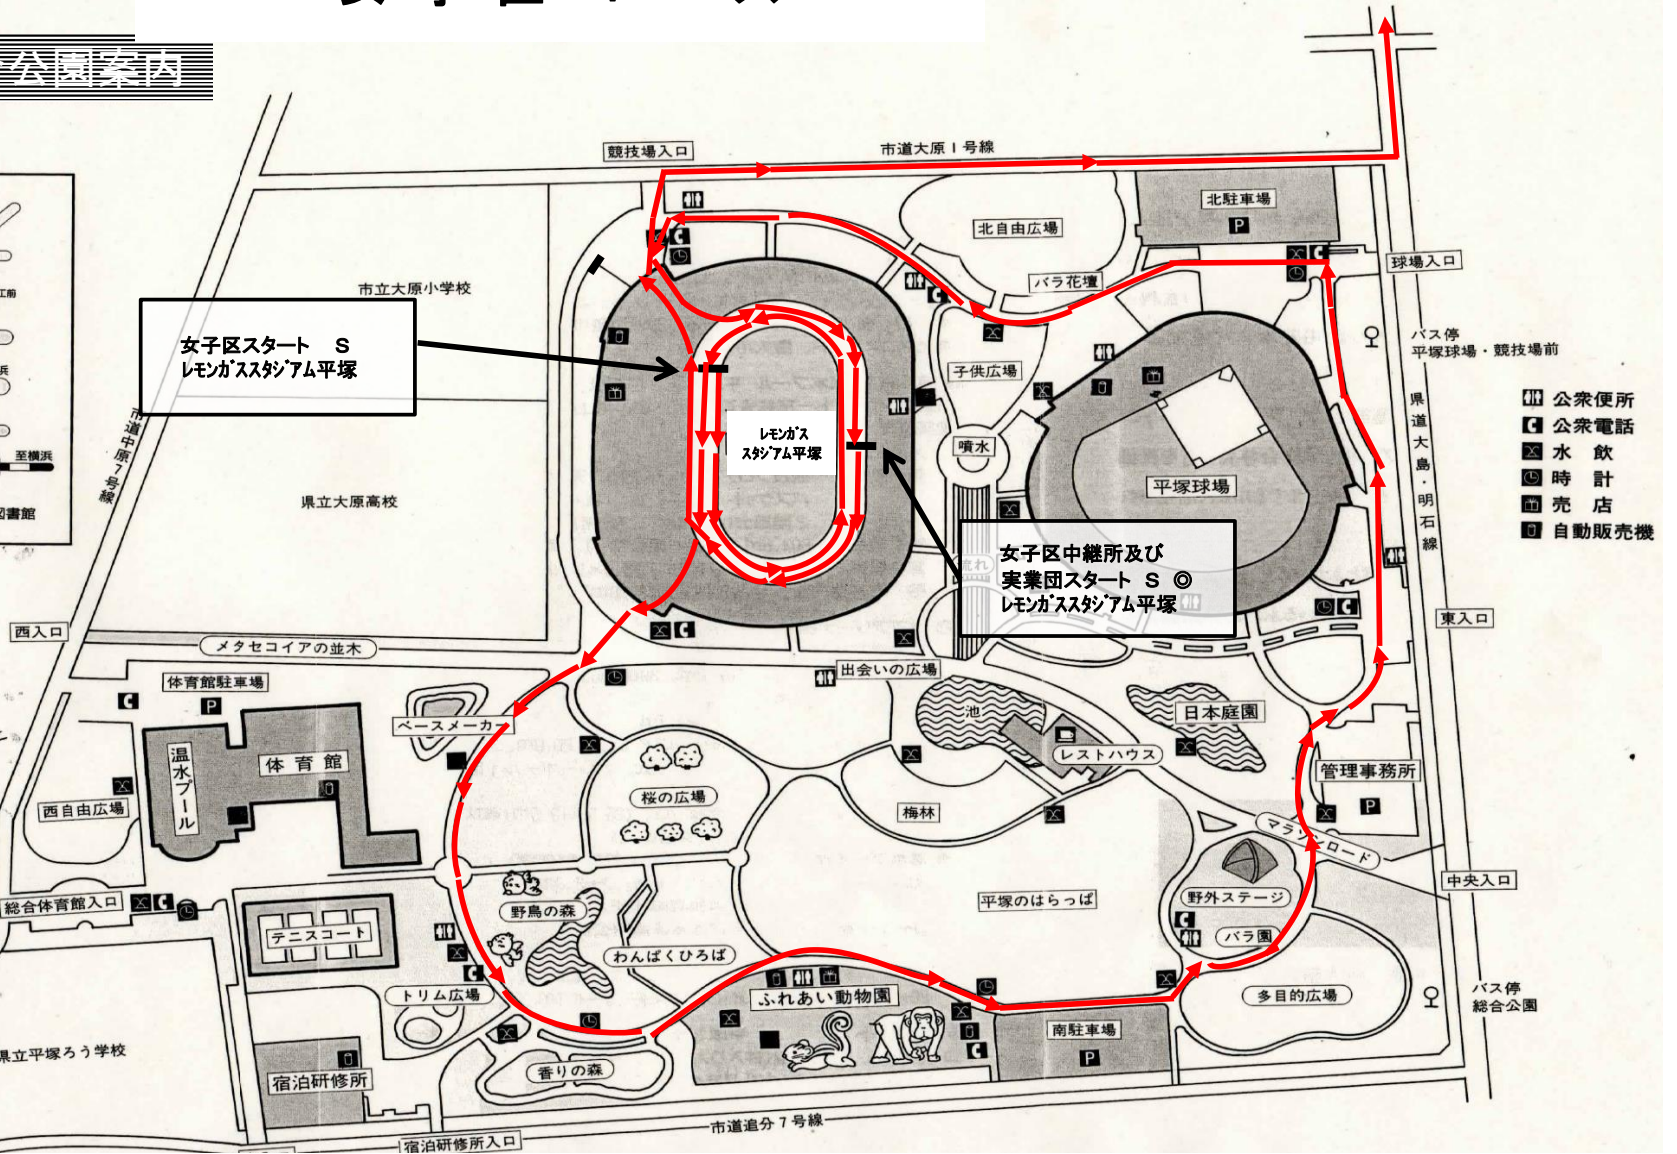 公園案内
競技場入口
市道大原1号線
北駐車場
P
北自由広場
球場入口
バラ花壇
市立大原小学校
女子区スタート S
レモンガススタジアム平塚
バス停
平塚球場・競技場前
子供広場
公衆便所
公衆電話
水飲
時計
売店
自動販売機
県道大島・明石線
市道中原7号線
レモンガス
スタジアム平塚
噴水
至横浜
平塚球場
県立大原高校
図書館
女子区中継所及び
実業団スタート S ◎
レモンガススタジアム平塚
流れ
西入口
東入口
メタセコイアの並木
出会いの広場
体育館駐車場
P
ペースメーカー
池
日本庭園
レストハウス
温水プール
体育館
管理事務所
P
桜の広場
梅林
西自由広場
マラソンロード
中央入口
総合体育館入口
野鳥の森
平塚のはらっぱ
野外ステージ
テニスコート
バラ園
わんぱくひろば
トリム広場
ふれあい動物園
多目的広場
バス停
総合公園
南駐車場
P
県立平塚ろう学校
香りの森
宿泊研修所
市道追分7号線
宿泊研修所入口